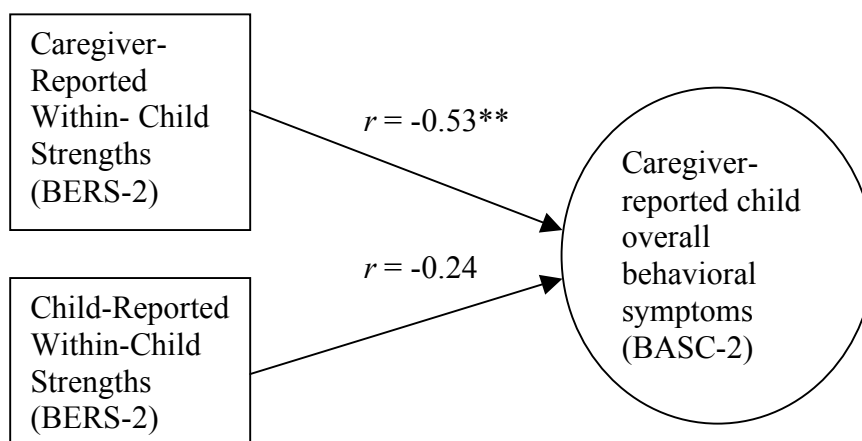 Caregiver-
Reported
Within- Child
Strengths
(BERS-2)
r = -0.53**
Caregiver-
reported child
overall
behavioral
symptoms
(BASC-2)
r = -0.24
Child-Reported
Within-Child
Strengths
(BERS-2)